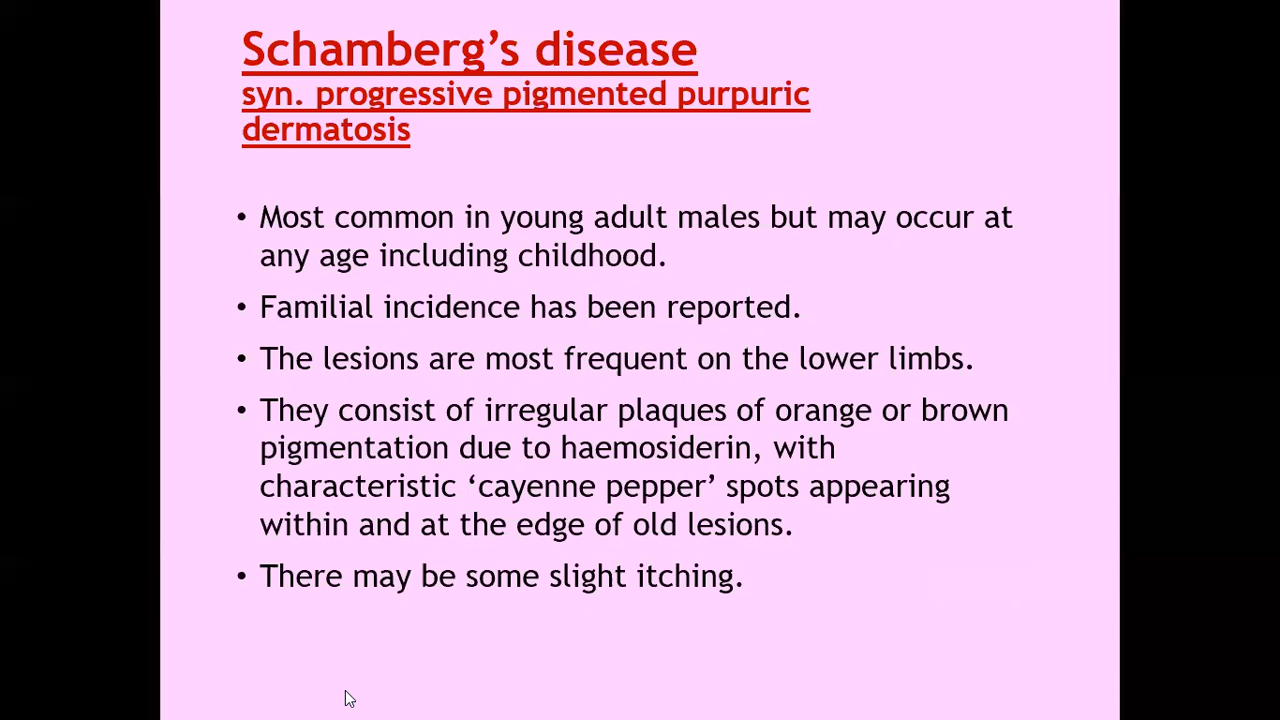 Schamberg’s disease
syn. progressive pigmented purpuric
dermatosis
• Most common in young adult males but may occur at
any age including childhood.
• Familial incidence has been reported.
• The lesions are most frequent on the lower limbs.
• They consist of irregular plaques of orange or brown
pigmentation due to haemosiderin, with
characteristic ‘cayenne pepper’ spots appearing
within and at the edge of old lesions.
• There may be some slight itching.